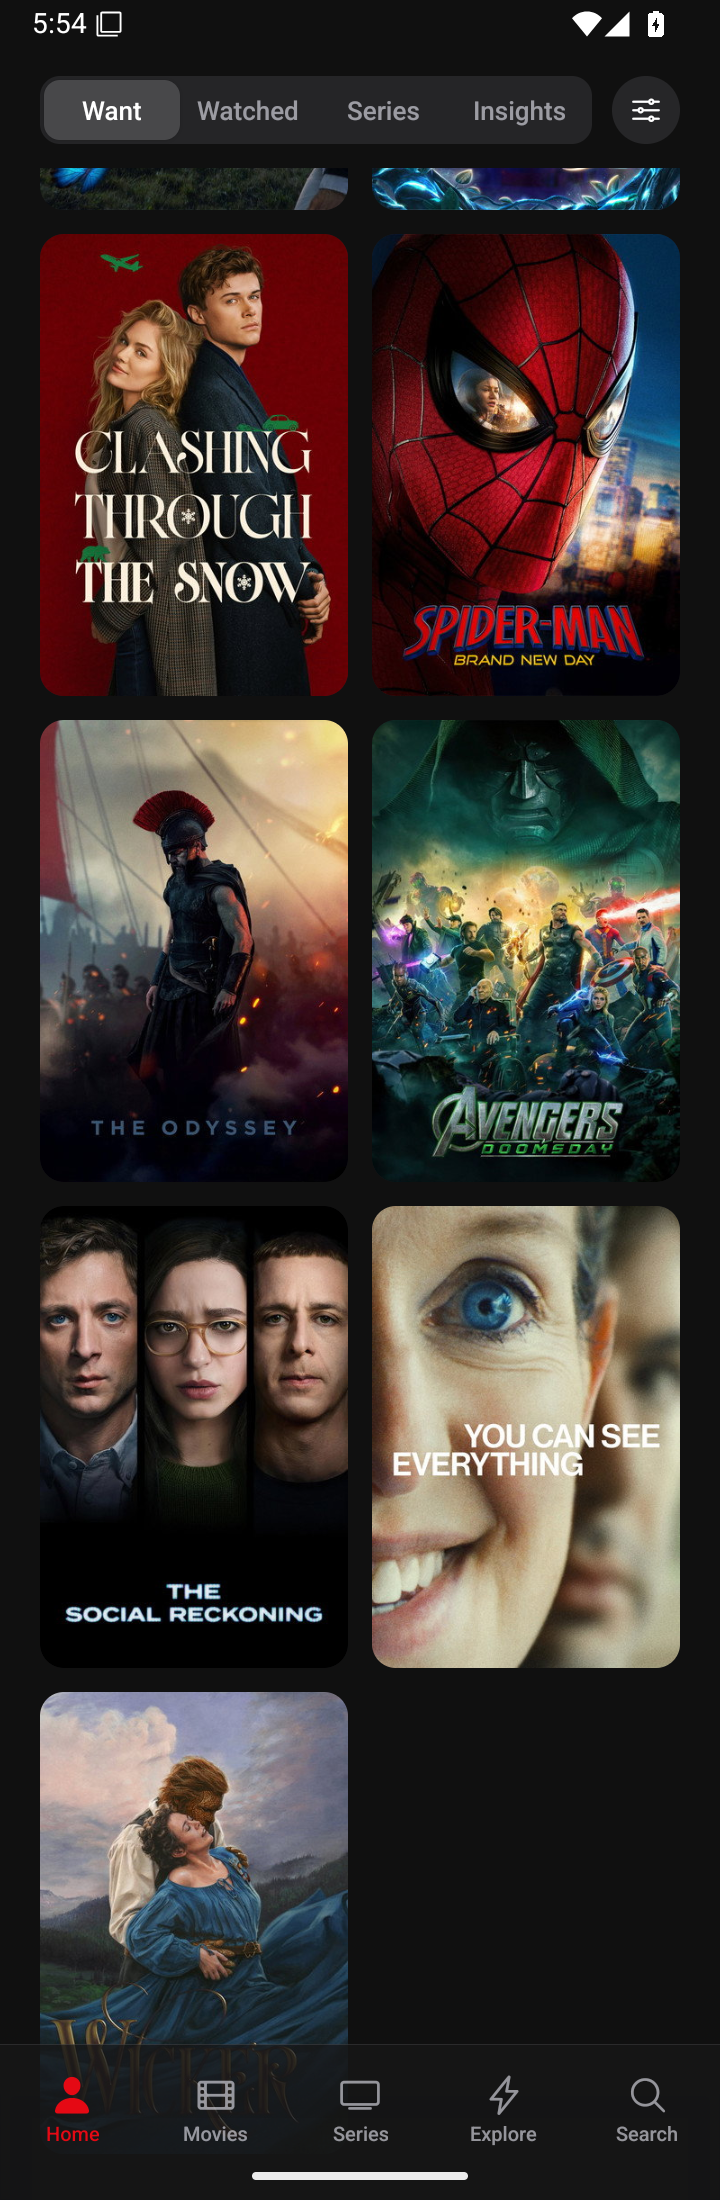 5:54
Want Watched Series Insights
CLASHING
THROUGH
THE SNOW
SPIDER-MAN
BRAND NEW DAY
THE ODYSSEY
AVENGERS
DOOMSDAY
THE
SOCIAL RECKONING
YOU CAN SEE
EVERYTHING
WICKER
Home Movies Series Explore Search